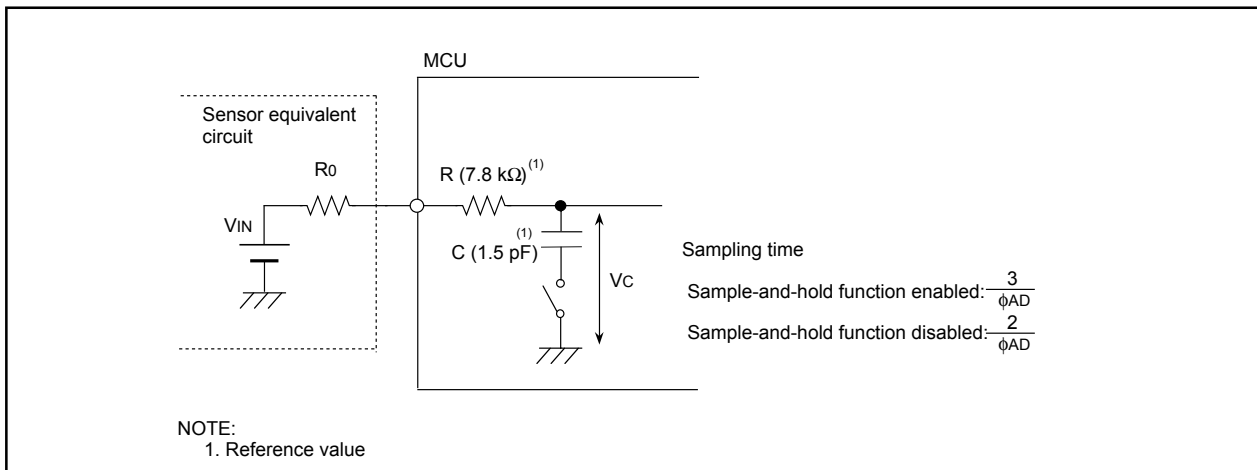 MCU
Sensor equivalent
circuit
R0
R (7.8 kΩ)(1)
VIN
(1)
C (1.5 pF)
VC
Sampling time
Sample-and-hold function enabled: 3/ϕAD
Sample-and-hold function disabled: 2/ϕAD
NOTE:
1. Reference value